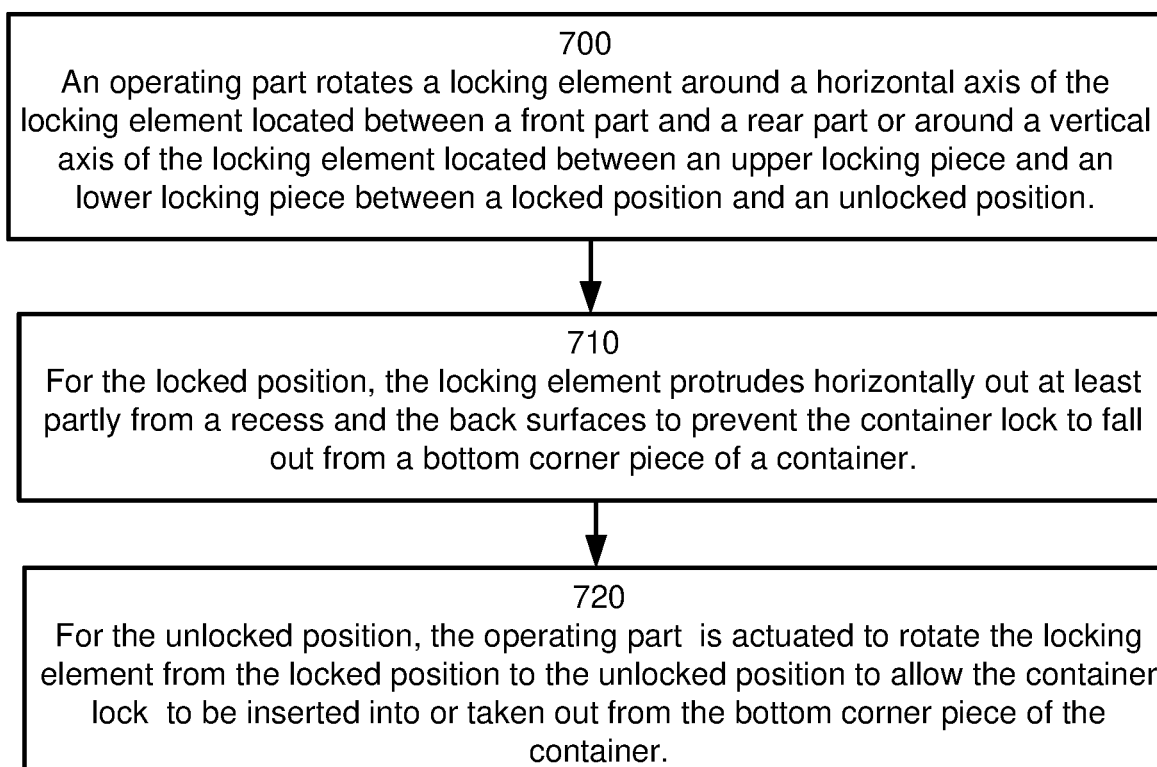 700
An operating part rotates a locking element around a horizontal axis of the
locking element located between a front part and a rear part or around a vertical
axis of the locking element located between an upper locking piece and an
lower locking piece between a locked position and an unlocked position.
710
For the locked position, the locking element protrudes horizontally out at least
partly from a recess and the back surfaces to prevent the container lock to fall
out from a bottom corner piece of a container.
720
For the unlocked position, the operating part is actuated to rotate the locking
element from the locked position to the unlocked position to allow the container
lock to be inserted into or taken out from the bottom corner piece of the
container.